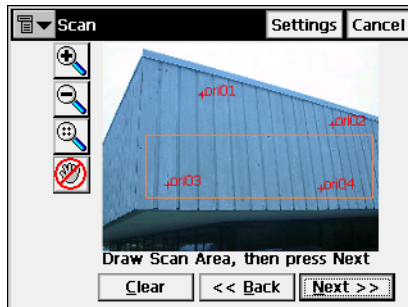 Scan Settings Cancel
ori01
ori02
ori03
ori04
Draw Scan Area, then press Next
Clear << Back Next >>